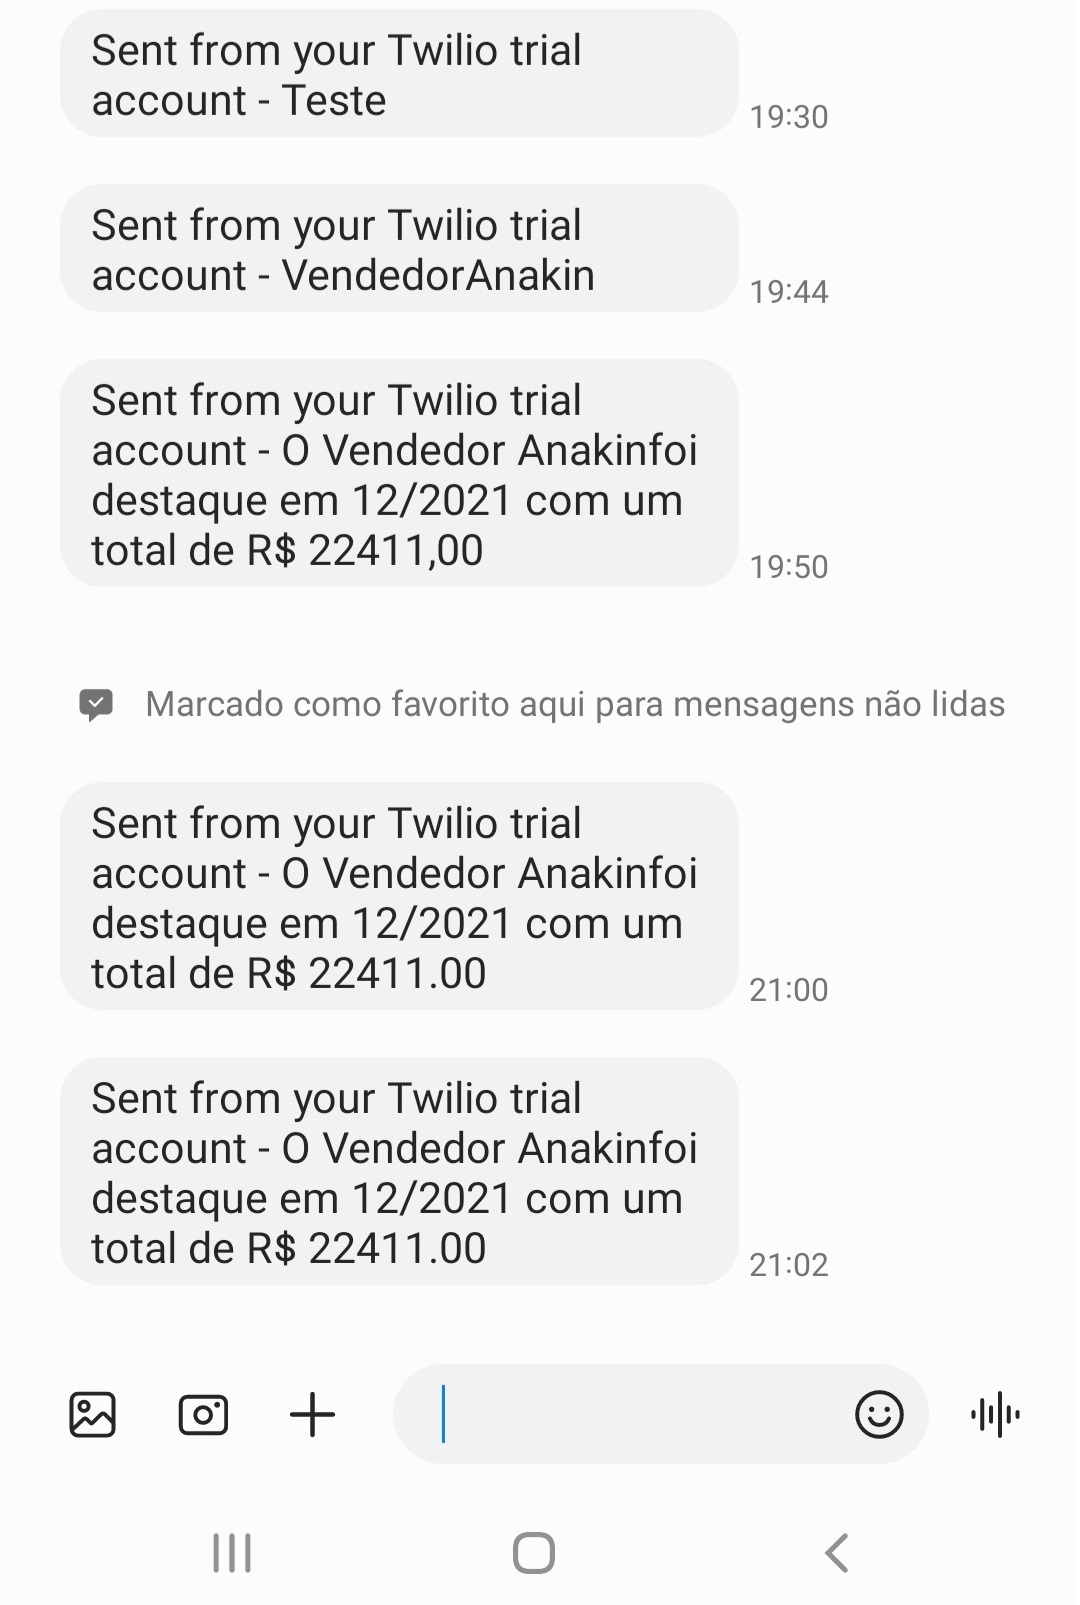 Sent from your Twilio trial
account - Teste
19:30
Sent from your Twilio trial
account - VendedorAnakin
19:44
Sent from your Twilio trial
account - O Vendedor Anakinfoi
destaque em 12/2021 com um
total de R$ 22411,00
19:50
Marcado como favorito aqui para mensagens não lidas
Sent from your Twilio trial
account - O Vendedor Anakinfoi
destaque em 12/2021 com um
total de R$ 22411.00
21:00
Sent from your Twilio trial
account - O Vendedor Anakinfoi
destaque em 12/2021 com um
total de R$ 22411.00
21:02